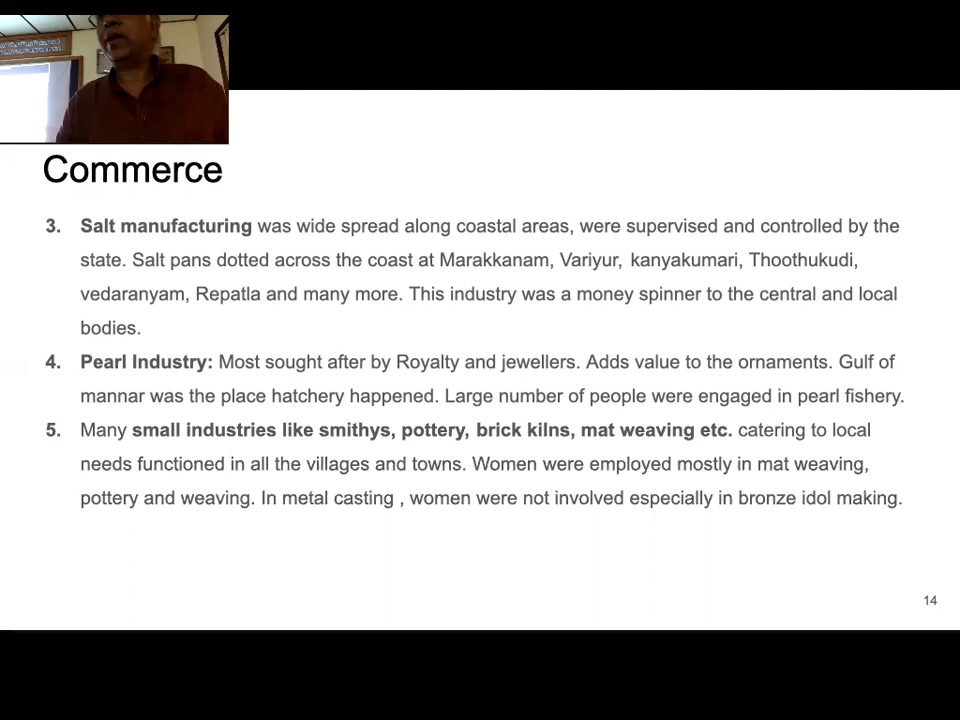 Commerce
3. Salt manufacturing was wide spread along coastal areas, were supervised and controlled by the
state. Salt pans dotted across the coast at Marakkanam, Variyur, kanyakumari, Thoothukudi,
vedaranyam, Repatla and many more. This industry was a money spinner to the central and local
bodies.
4. Pearl Industry: Most sought after by Royalty and jewellers. Adds value to the ornaments. Gulf of
mannar was the place hatchery happened. Large number of people were engaged in pearl fishery.
5. Many small industries like smithys, pottery, brick kilns, mat weaving etc. catering to local
needs functioned in all the villages and towns. Women were employed mostly in mat weaving,
pottery and weaving. In metal casting , women were not involved especially in bronze idol making.
14